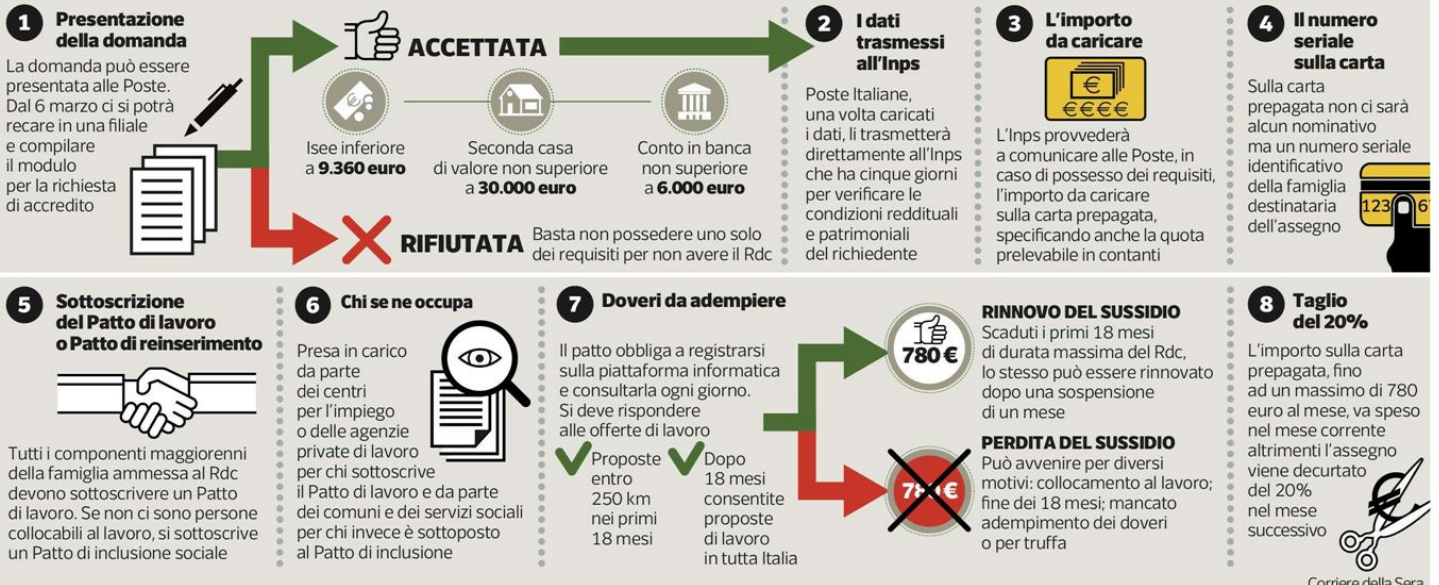 1
Presentazione
della domanda
La domanda può essere
presentata alle Poste.
Dal 6 marzo ci si potrà
recare in una filiale
e compilare
il modulo
per la richiesta
di accredito
ACCETTATA
Isee inferiore
a 9.360 euro
Seconda casa
di valore non superiore
a 30.000 euro
Conto in banca
non superiore
a 6.000 euro
RIFIUTATA
Basta non possedere uno solo
dei requisiti per non avere il Rdc
2
I dati
trasmessi
all'Inps
Poste Italiane,
una volta caricati
i dati, li trasmetterà
direttamente all'Inps
che ha cinque giorni
per verificare le
condizioni reddituali
e patrimoniali
del richiedente
3
L'importo
da caricare
€
€€€€
L'Inps provvederà
a comunicare alle Poste, in
caso di possesso dei requisiti,
l'importo da caricare
sulla carta prepagata,
specificando anche la quota
prelevabile in contanti
4
Il numero
seriale
sulla carta
Sulla carta
prepagata non ci sarà
alcun nominativo
ma un numero seriale
identificativo
della famiglia
destinataria
dell'assegno
123 6
5
Sottoscrizione
del Patto di lavoro
o Patto di reinserimento
Tutti i componenti maggiorenni
della famiglia ammessa al Rdc
devono sottoscrivere un Patto
di lavoro. Se non ci sono persone
collocabili al lavoro, si sottoscrive
un Patto di inclusione sociale
6
Chi se ne occupa
Presa in carico
da parte
dei centri
per l'impiego
o delle agenzie
private di lavoro
per chi sottoscrive
il Patto di lavoro e da parte
dei comuni e dei servizi sociali
per chi invece è sottoposto
al Patto di inclusione
7
Doveri da adempiere
Il patto obbliga a registrarsi
sulla piattaforma informatica
e consultarla ogni giorno.
Si deve rispondere
alle offerte di lavoro
Proposte
entro
250 km
nei primi
18 mesi
Dopo
18 mesi
consentite
proposte
di lavoro
in tutta Italia
780 €
RINNOVO DEL SUSSIDIO
Scaduti i primi 18 mesi
di durata massima del Rdc,
lo stesso può essere rinnovato
dopo una sospensione
di un mese
780 €
PERDITA DEL SUSSIDIO
Può avvenire per diversi
motivi: collocamento al lavoro;
fine dei 18 mesi; mancato
adempimento dei doveri
o per truffa
8
Taglio
del 20%
L'importo sulla carta
prepagata, fino
ad un massimo di 780
euro al mese, va speso
nel mese corrente
altrimenti l'assegno
viene decurtato
del 20%
nel mese
successivo
€
Corriere della Sera